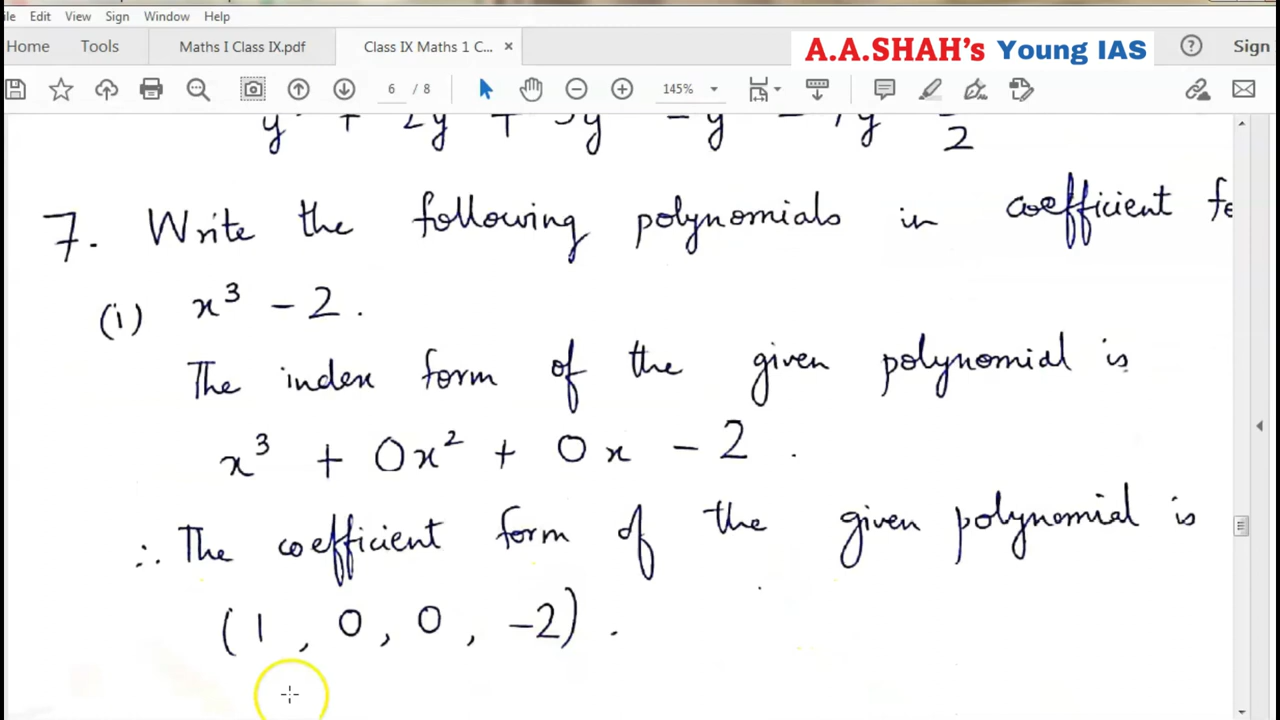 ile Edit View Sign Window Help
Home Tools Maths I Class IX.pdf Class IX Maths 1 C... × A.A.SHAH's Young IAS Sign
6 / 8 145%
2
7. Write the following polynomials in coefficient fo
(i) x³ - 2.
The index form of the given polynomial is
x³ + 0x² + 0x - 2.
∴ The coefficient form of the given polynomial is
(1, 0, 0, -2).